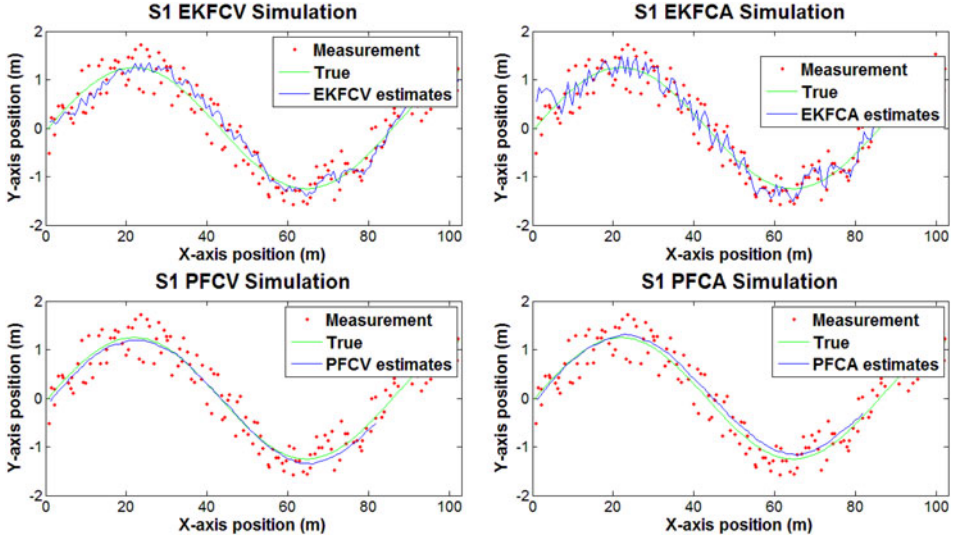 S1 EKFCV Simulation
Y-axis position (m)
2
1
0
-1
-2
Measurement
True
EKFCV estimates
0 20 40 60 80 100
X-axis position (m)
S1 EKFCA Simulation
Y-axis position (m)
2
1
0
-1
-2
Measurement
True
EKFCA estimates
0 20 40 60 80 100
X-axis position (m)
S1 PFCV Simulation
Y-axis position (m)
2
1
0
-1
-2
Measurement
True
PFCV estimates
0 20 40 60 80 100
X-axis position (m)
S1 PFCA Simulation
Y-axis position (m)
2
1
0
-1
-2
Measurement
True
PFCA estimates
0 20 40 60 80 100
X-axis position (m)